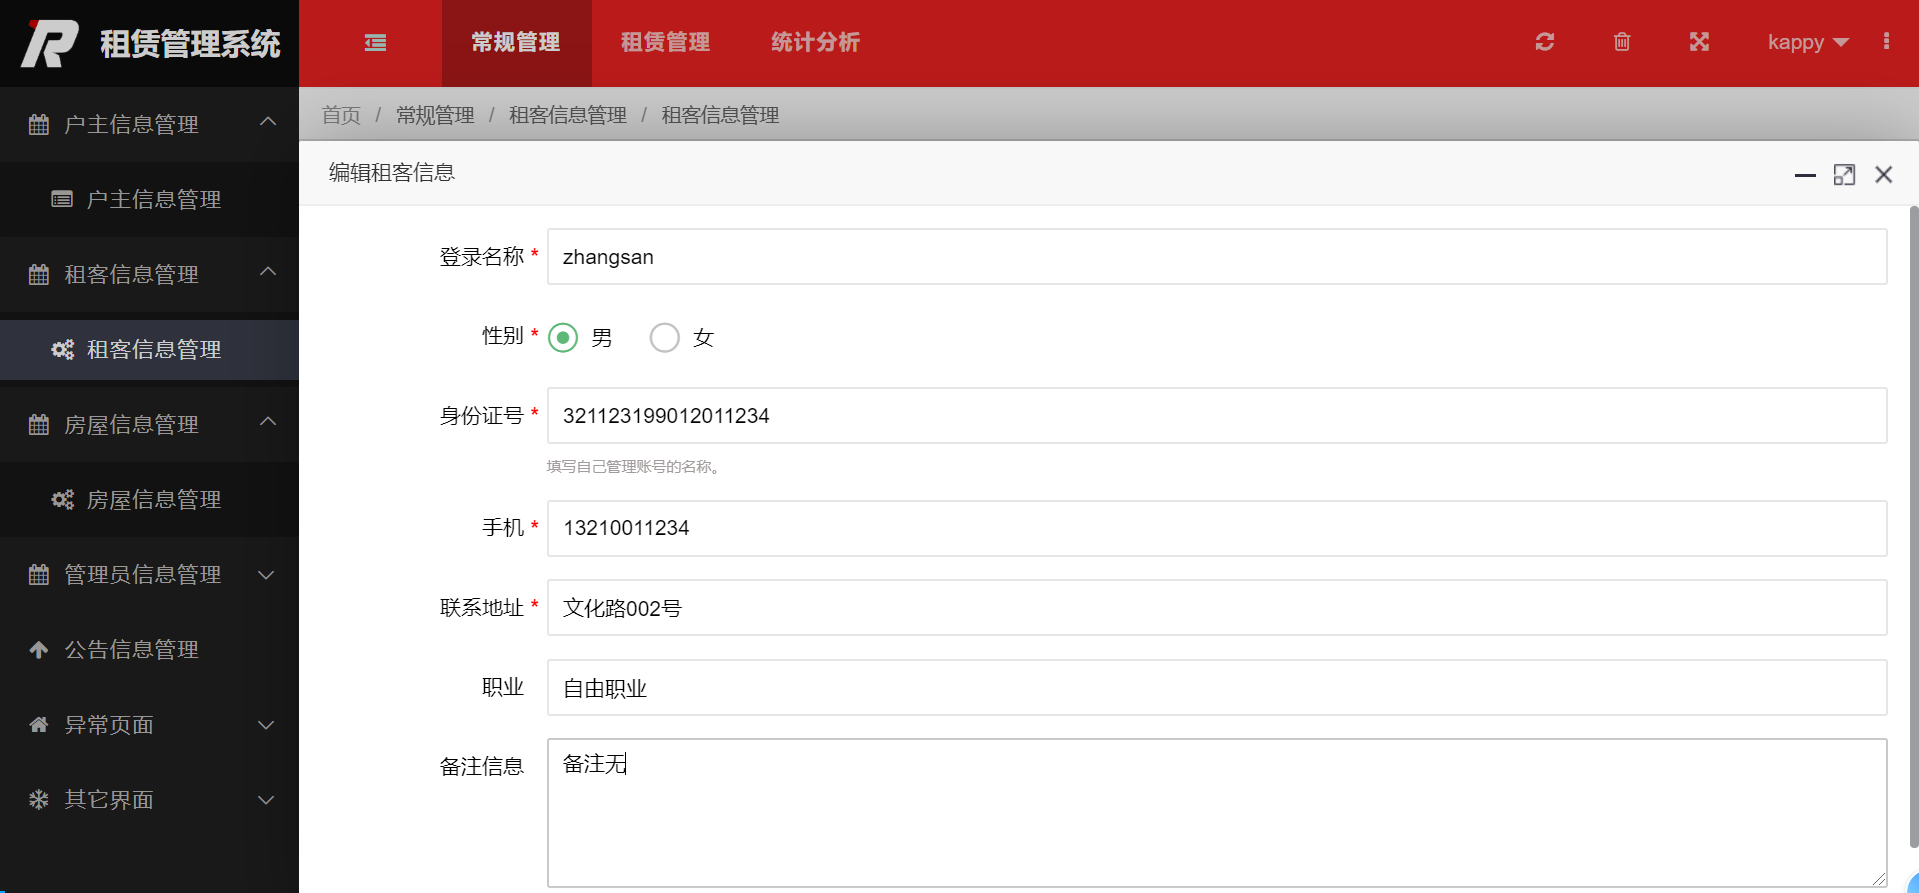 租赁管理系统
常规管理 租赁管理 统计分析
kappy
户主信息管理
户主信息管理
租客信息管理
租客信息管理
房屋信息管理
房屋信息管理
管理员信息管理
公告信息管理
异常页面
其它界面
首页 / 常规管理 / 租客信息管理 / 租客信息管理
编辑租客信息
登录名称 * zhangsan
性别 * 男 女
身份证号 * 321123199012011234
填写自己管理账号的名称。
手机 * 13210011234
联系地址 * 文化路002号
职业 自由职业
备注信息 备注无